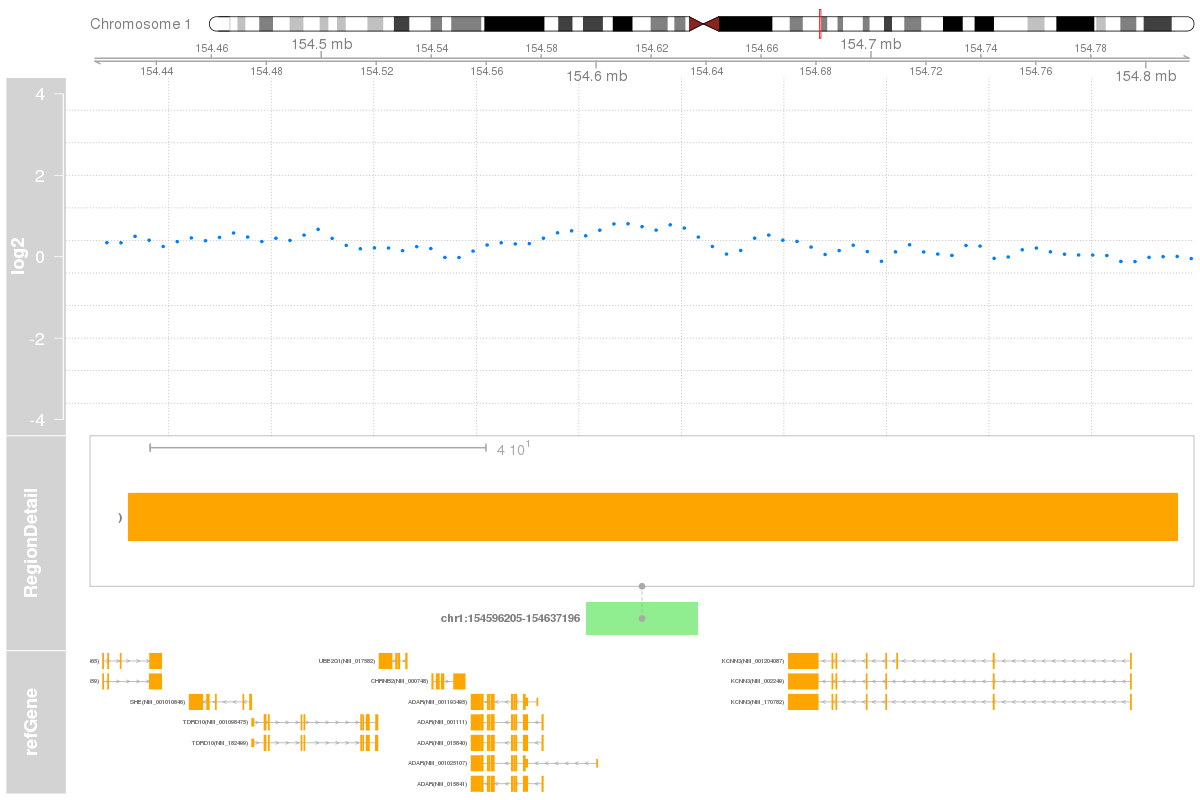 Chromosome 1
154.46 154.5 mb 154.54 154.58 154.62 154.66 154.7 mb 154.74 154.78
154.44 154.48 154.52 154.56 154.6 mb 154.64 154.68 154.72 154.76 154.8 mb
4
2
0
-2
-4
log2
4 10^1
)
RegionDetail
chr1:154596205-154637196
refGene
UBE2Q1(NM_017582) KCNN3(NM_001204087)
CHRNB2(NM_000748) KCNN3(NM_002249)
SHE(NM_001010846) ADAR(NM_001193495) KCNN3(NM_170782)
TDRD10(NM_001098475) ADAR(NM_001111)
TDRD10(NM_182499) ADAR(NM_015840)
ADAR(NM_001025107)
ADAR(NM_015841)